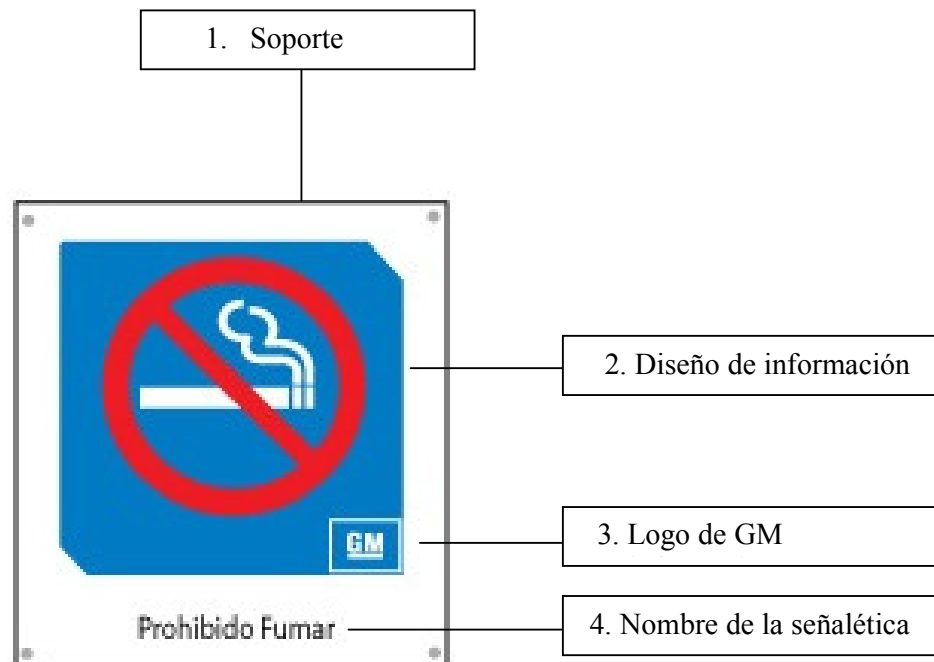 1. Soporte
2. Diseño de información
GM
3. Logo de GM
Prohibido Fumar
4. Nombre de la señalética